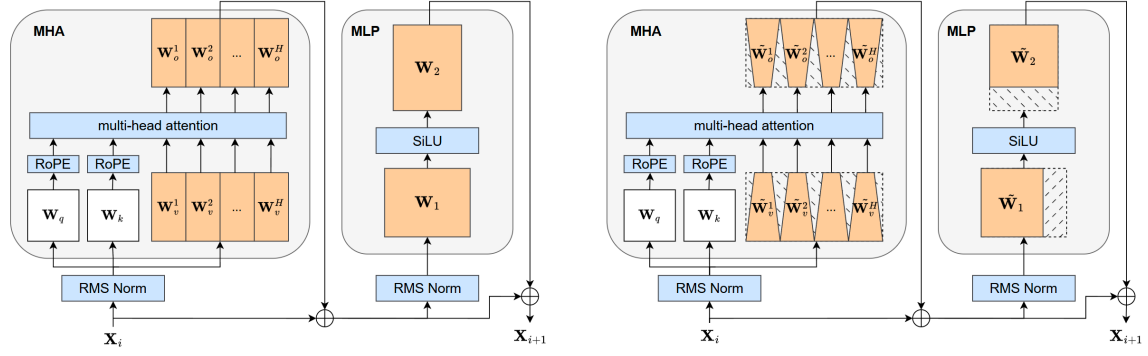 MHA
W_o^1 W_o^2 ... W_o^H
multi-head attention
RoPE RoPE
W_q W_k W_v^1 W_v^2 ... W_v^H
RMS Norm
X_i
MLP
W_2
SiLU
W_1
RMS Norm
X_{i+1}
MHA
W̃_o^1 W̃_o^2 ... W̃_o^H
multi-head attention
RoPE RoPE
W_q W_k W̃_v^1 W̃_v^2 ... W̃_v^H
RMS Norm
X_i
MLP
W̃_2
SiLU
W̃_1
RMS Norm
X_{i+1}